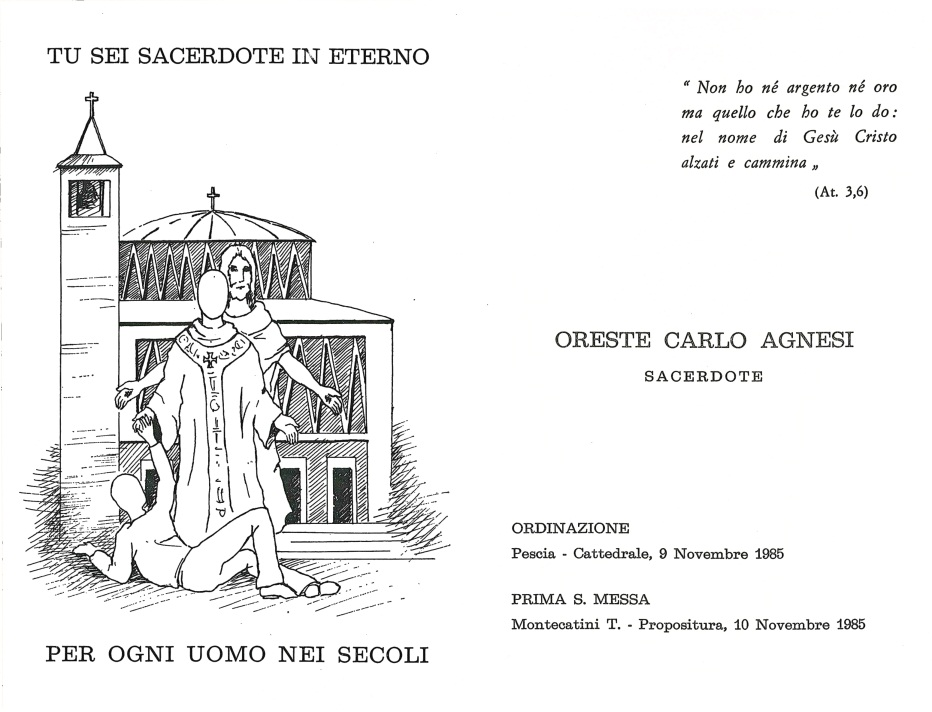 TU SEI SACERDOTE IN ETERNO
PER OGNI UOMO NEI SECOLI
“ Non ho né argento né oro
ma quello che ho te lo do :
nel nome di Gesù Cristo
alzati e cammina „
(At. 3,6)
ORESTE CARLO AGNESI
SACERDOTE
ORDINAZIONE
Pescia - Cattedrale, 9 Novembre 1985
PRIMA S. MESSA
Montecatini T. - Propositura, 10 Novembre 1985